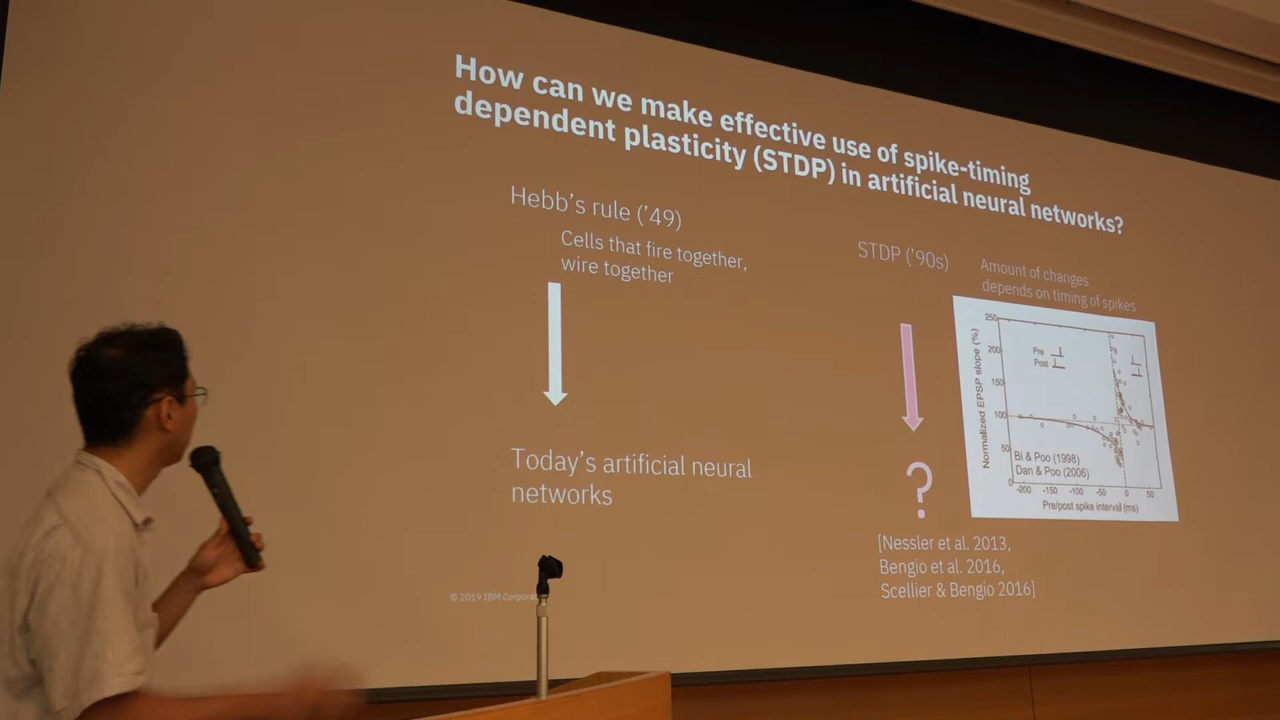 How can we make effective use of spike-timing
dependent plasticity (STDP) in artificial neural networks?
Hebb's rule ('49)
Cells that fire together,
wire together
Today's artificial neural
networks
STDP ('90s)
Amount of changes
depends on timing of spikes
250
200
150
100
50
0
Normalized EPSP slope (%)
Pre
Post
Bi & Poo (1998)
Dan & Poo (2006)
-200 -150 -100 -50 0 50
Pre/post spike interval (ms)
?
[Nessler et al. 2013,
Bengio et al. 2016,
Scellier & Bengio 2016]
© 2019 IBM